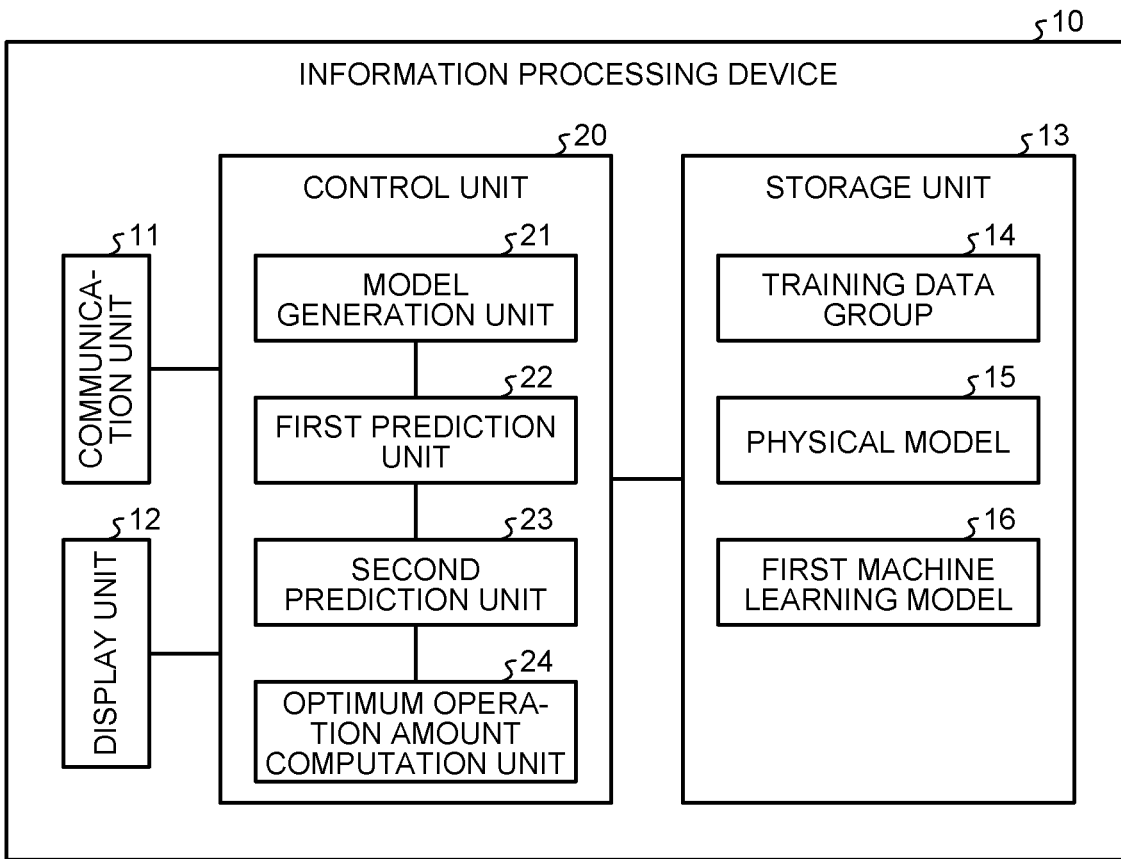 10
INFORMATION PROCESSING DEVICE
20
CONTROL UNIT
13
STORAGE UNIT
11
COMMUNICA-
TION UNIT
12
DISPLAY UNIT
21
MODEL
GENERATION UNIT
22
FIRST PREDICTION
UNIT
23
SECOND
PREDICTION UNIT
24
OPTIMUM OPERA-
TION AMOUNT
COMPUTATION UNIT
14
TRAINING DATA
GROUP
15
PHYSICAL MODEL
16
FIRST MACHINE
LEARNING MODEL